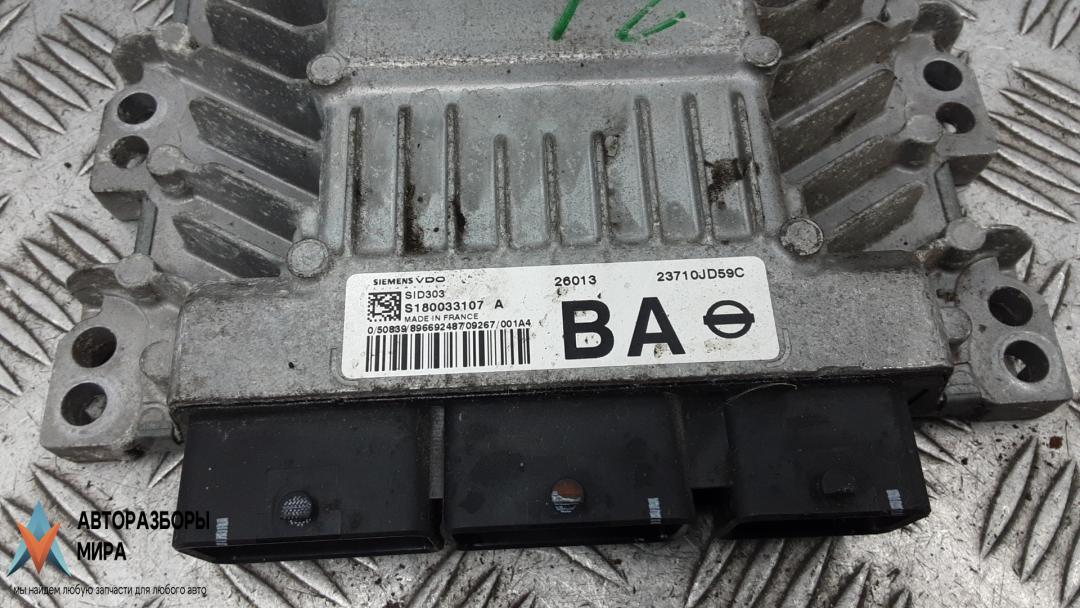 SIEMENS VDO
SID303
S180033107 A
MADE IN FRANCE
0/50839/89669248709267/001A4
26013
23710JD59C
BA
АВТОРАЗБОРЫ
МИРА
мы найдем любую запчасти для любого авто